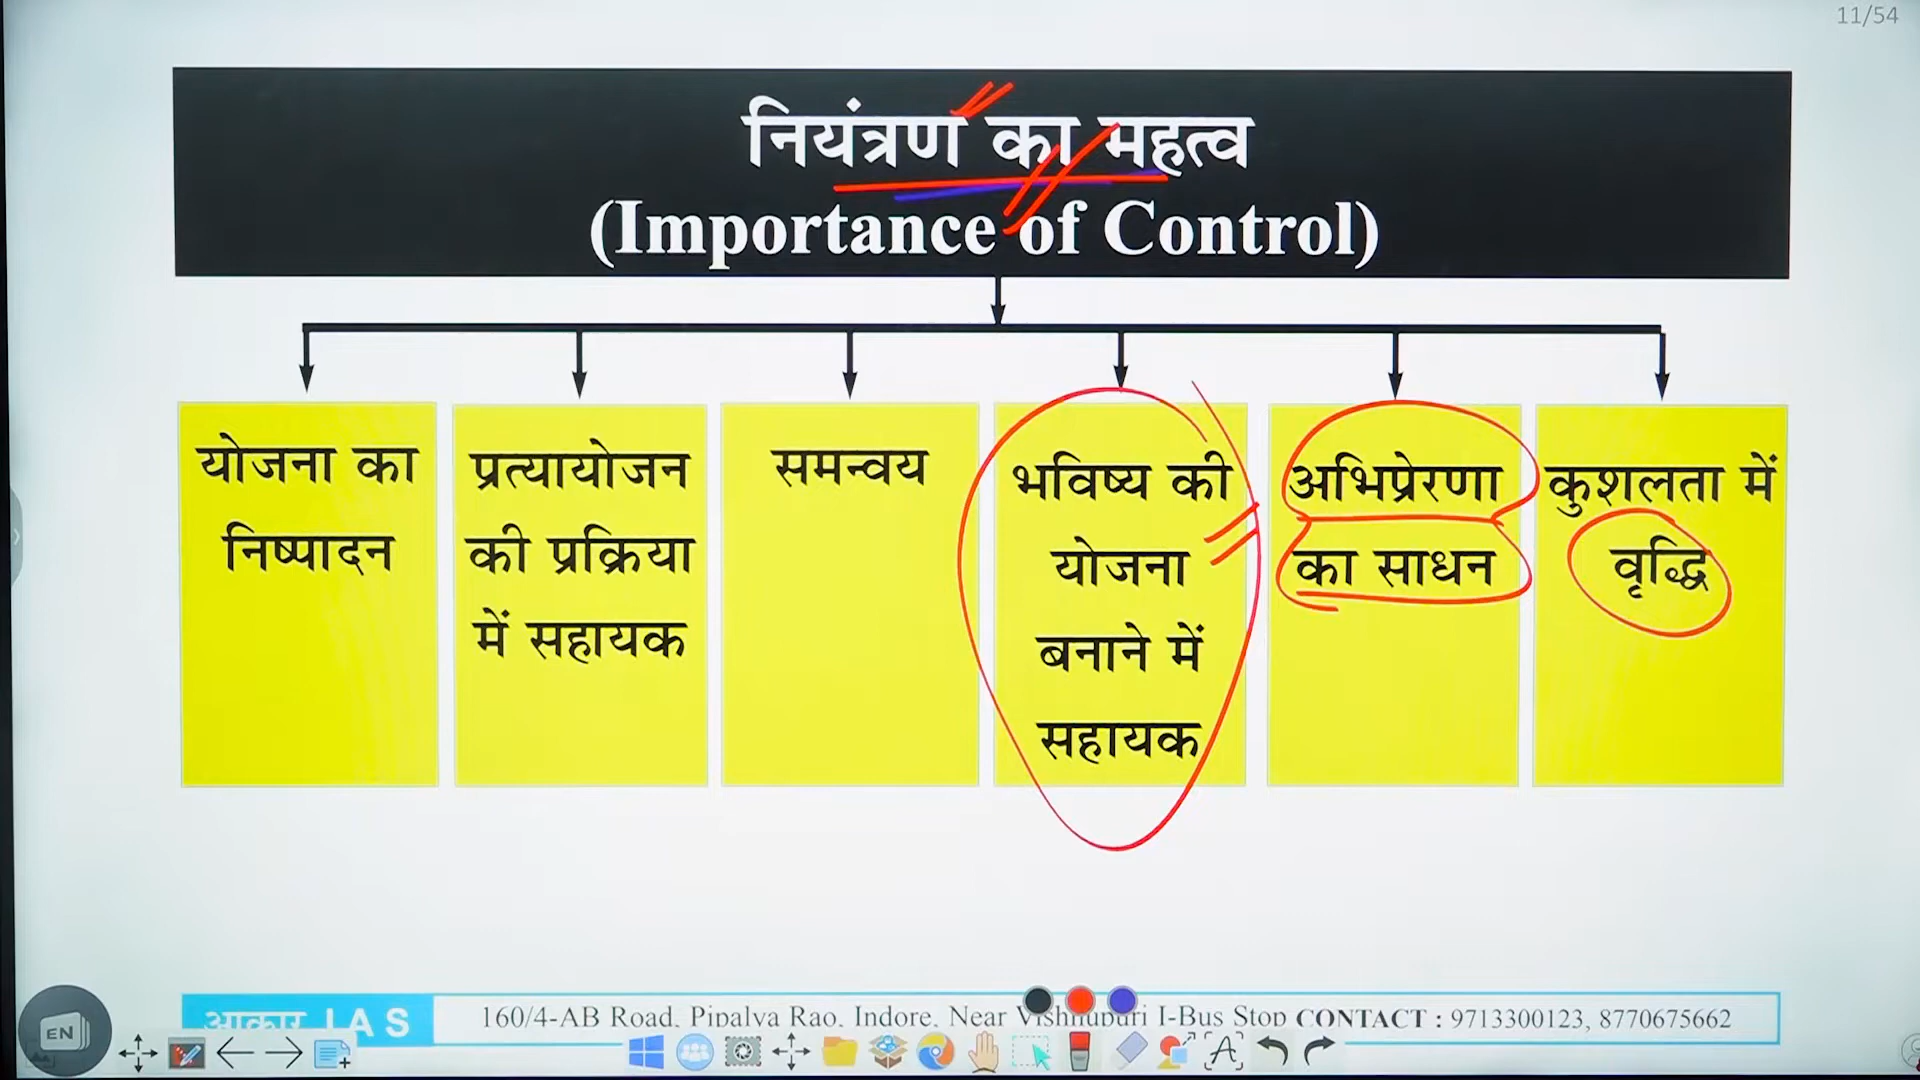 11/54
नियंत्रण का महत्व
(Importance of Control)
योजना का
निष्पादन
प्रत्यायोजन
की प्रक्रिया
में सहायक
समन्वय
भविष्य की
योजना
बनाने में
सहायक
अभिप्रेरणा
का साधन
कुशलता में
वृद्धि
आकार IAS
160/4-AB Road, Pipalya Rao, Indore, Near Vishnupuri I-Bus Stop CONTACT : 9713300123, 8770675662
EN